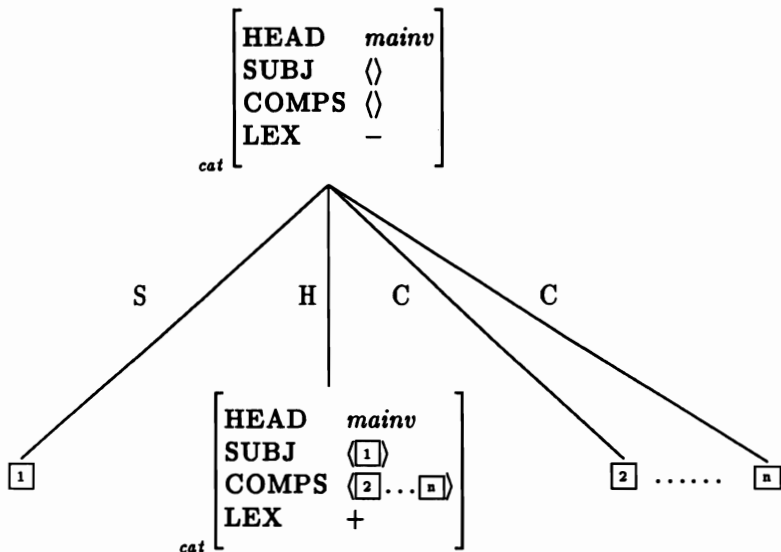 HEAD mainv
SUBJ ⟨⟩
COMPS ⟨⟩
LEX −
cat
S H C C
HEAD mainv
SUBJ ⟨1⟩
COMPS ⟨2...n⟩
LEX +
cat
1 2 ...... n